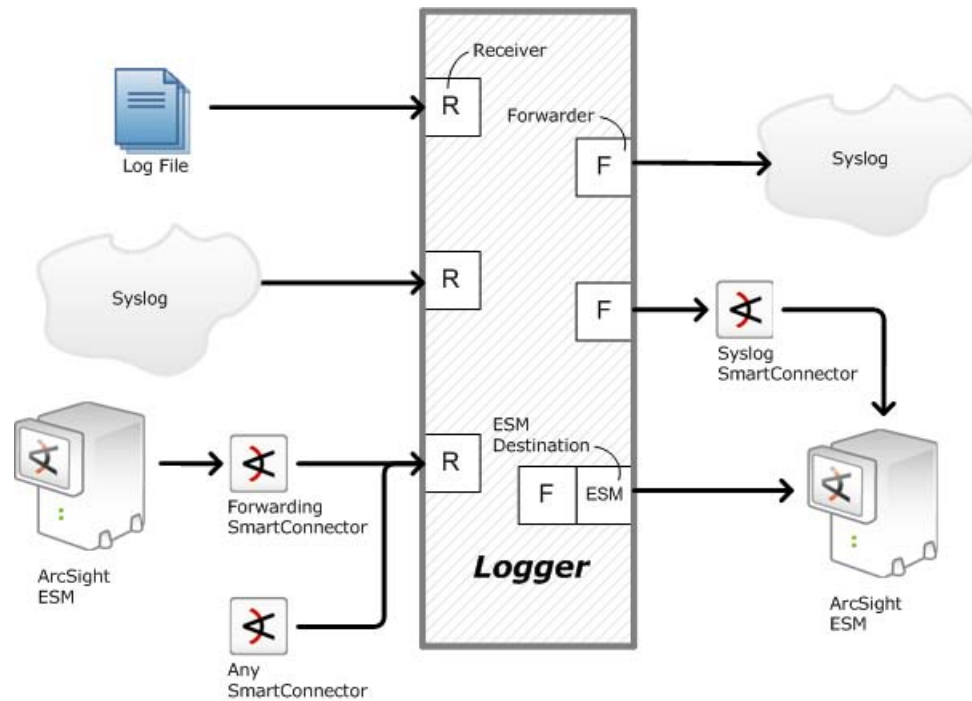 Receiver
R
Log File
Forwarder
F
Syslog
Syslog
R
F
Syslog
SmartConnector
ESM
Destination
R
Forwarding
SmartConnector
F
ESM
Logger
ArcSight
ESM
ArcSight
ESM
Any
SmartConnector